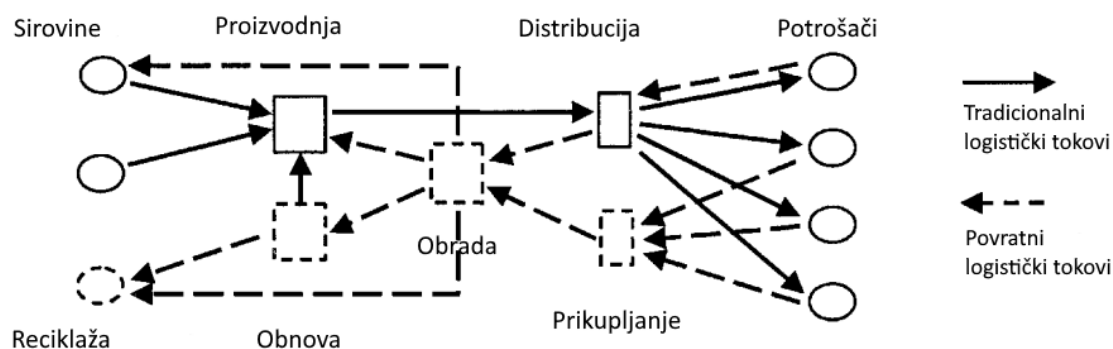 Sirovine
Proizvodnja
Distribucija
Potrošači
Tradicionalni
logistički tokovi
Povratni
logistički tokovi
Obrada
Prikupljanje
Reciklaža
Obnova